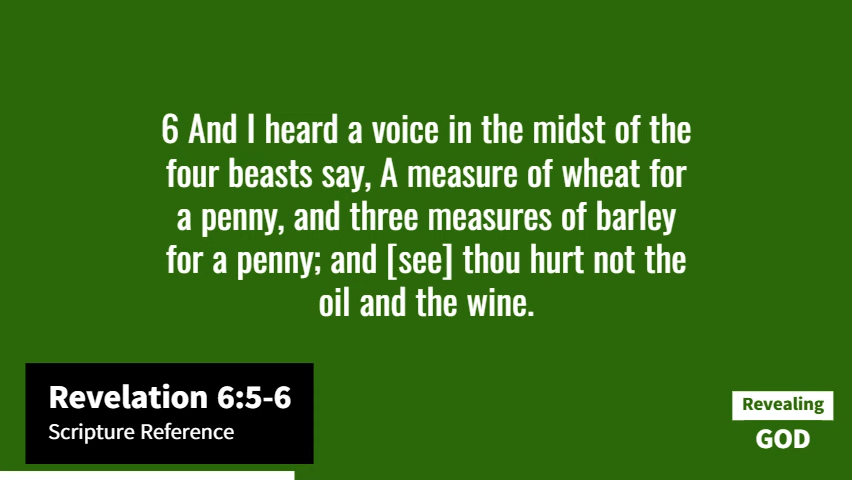 6 And I heard a voice in the midst of the
four beasts say, A measure of wheat for
a penny, and three measures of barley
for a penny; and [see] thou hurt not the
oil and the wine.
Revelation 6:5-6
Scripture Reference
Revealing
GOD